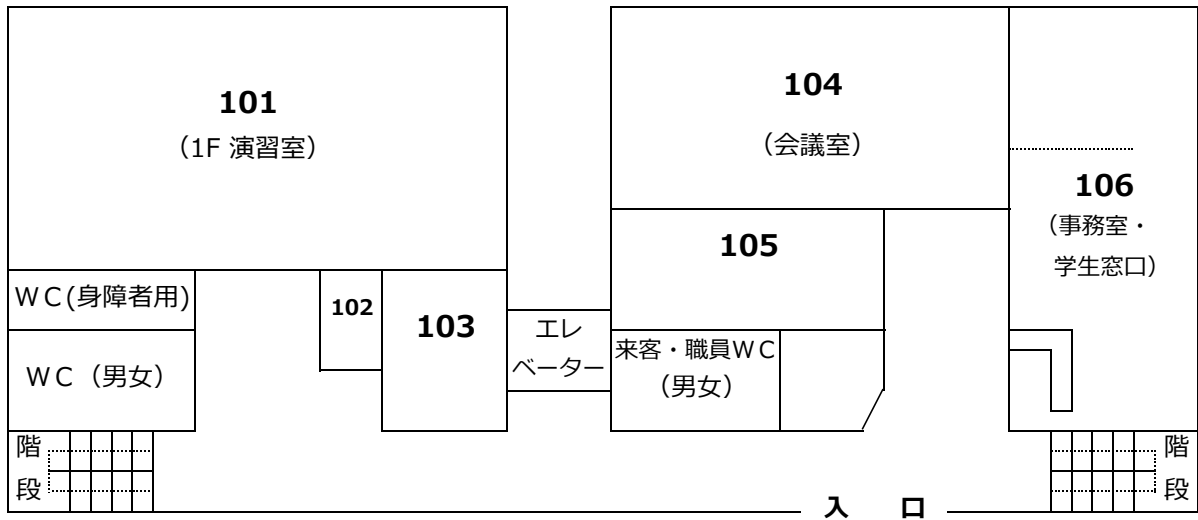 101
（1F 演習室）
104
（会議室）
106
（事務室・
学生窓口）
105
ＷＣ(身障者用)
102
103
エレ
ベーター
来客・職員ＷＣ
（男女）
ＷＣ（男女）
階
段
階
段
入　口